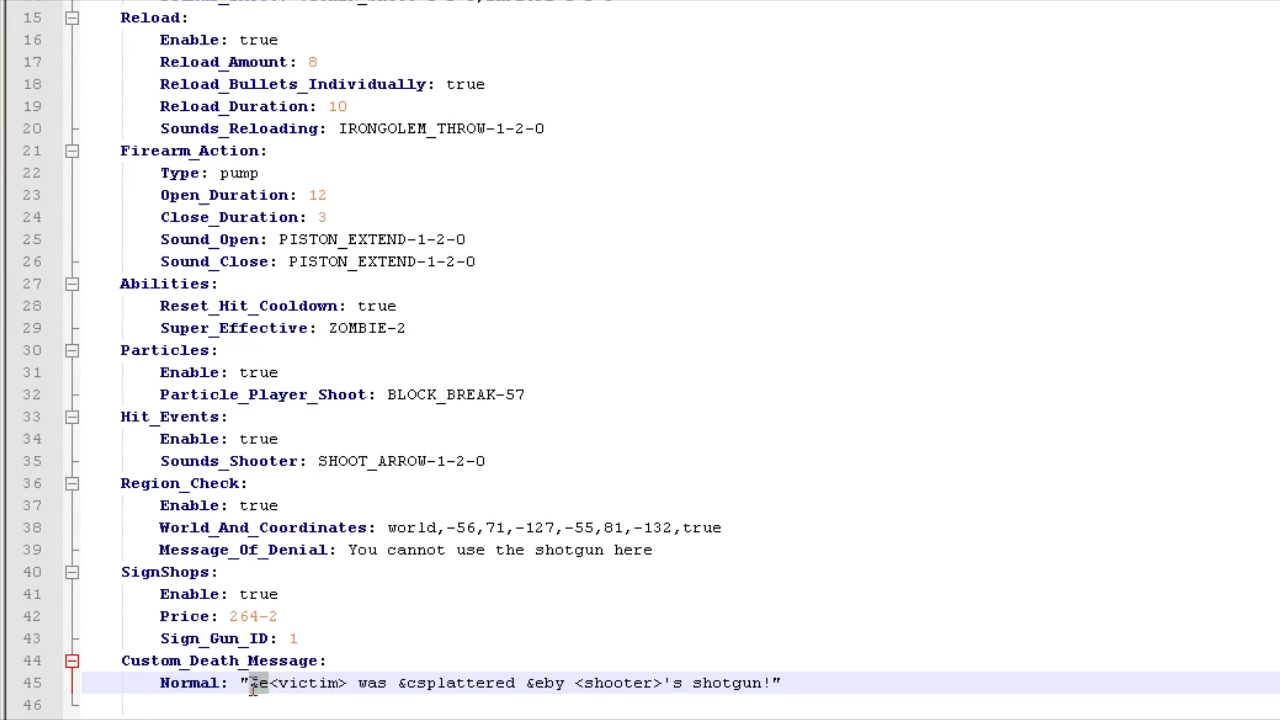 15 Reload:
16 Enable: true
17 Reload_Amount: 8
18 Reload_Bullets_Individually: true
19 Reload_Duration: 10
20 Sounds_Reloading: IRONGOLEM_THROW-1-2-0
21 Firearm_Action:
22 Type: pump
23 Open_Duration: 12
24 Close_Duration: 3
25 Sound_Open: PISTON_EXTEND-1-2-0
26 Sound_Close: PISTON_EXTEND-1-2-0
27 Abilities:
28 Reset_Hit_Cooldown: true
29 Super_Effective: ZOMBIE-2
30 Particles:
31 Enable: true
32 Particle_Player_Shoot: BLOCK_BREAK-57
33 Hit_Events:
34 Enable: true
35 Sounds_Shooter: SHOOT_ARROW-1-2-0
36 Region_Check:
37 Enable: true
38 World_And_Coordinates: world,-56,71,-127,-55,81,-132,true
39 Message_Of_Denial: You cannot use the shotgun here
40 SignShops:
41 Enable: true
42 Price: 264-2
43 Sign_Gun_ID: 1
44 Custom_Death_Message:
45 Normal: "&e<victim> was &csplattered &eby <shooter>'s shotgun!"
46